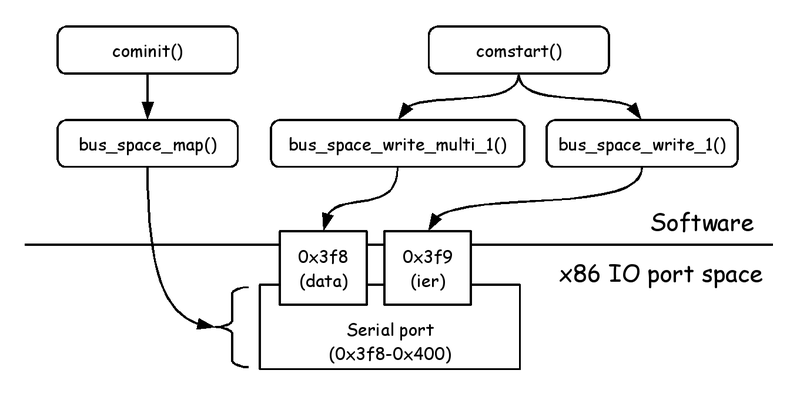 cominit()
comstart()
bus_space_map()
bus_space_write_multi_1()
bus_space_write_1()
Software
0x3f8
(data)
0x3f9
(ier)
x86 IO port space
Serial port
(0x3f8-0x400)